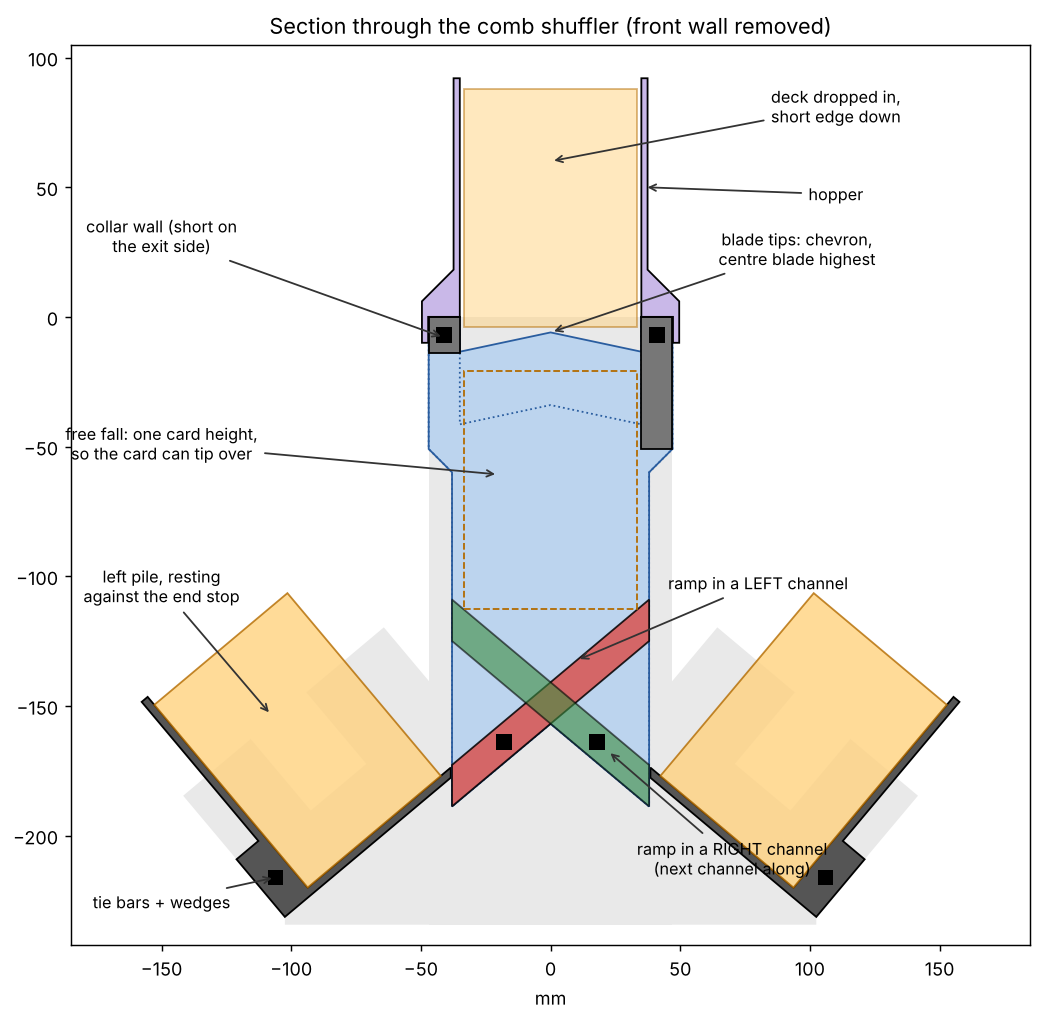 Section through the comb shuffler (front wall removed)
deck dropped in,
short edge down
hopper
collar wall (short on
the exit side)
blade tips: chevron,
centre blade highest
free fall: one card height,
so the card can tip over
left pile, resting
against the end stop
ramp in a LEFT channel
ramp in a RIGHT channel
(next channel along)
tie bars + wedges
100
50
0
−50
−100
−150
−200
−150
−100
−50
0
50
100
150
mm